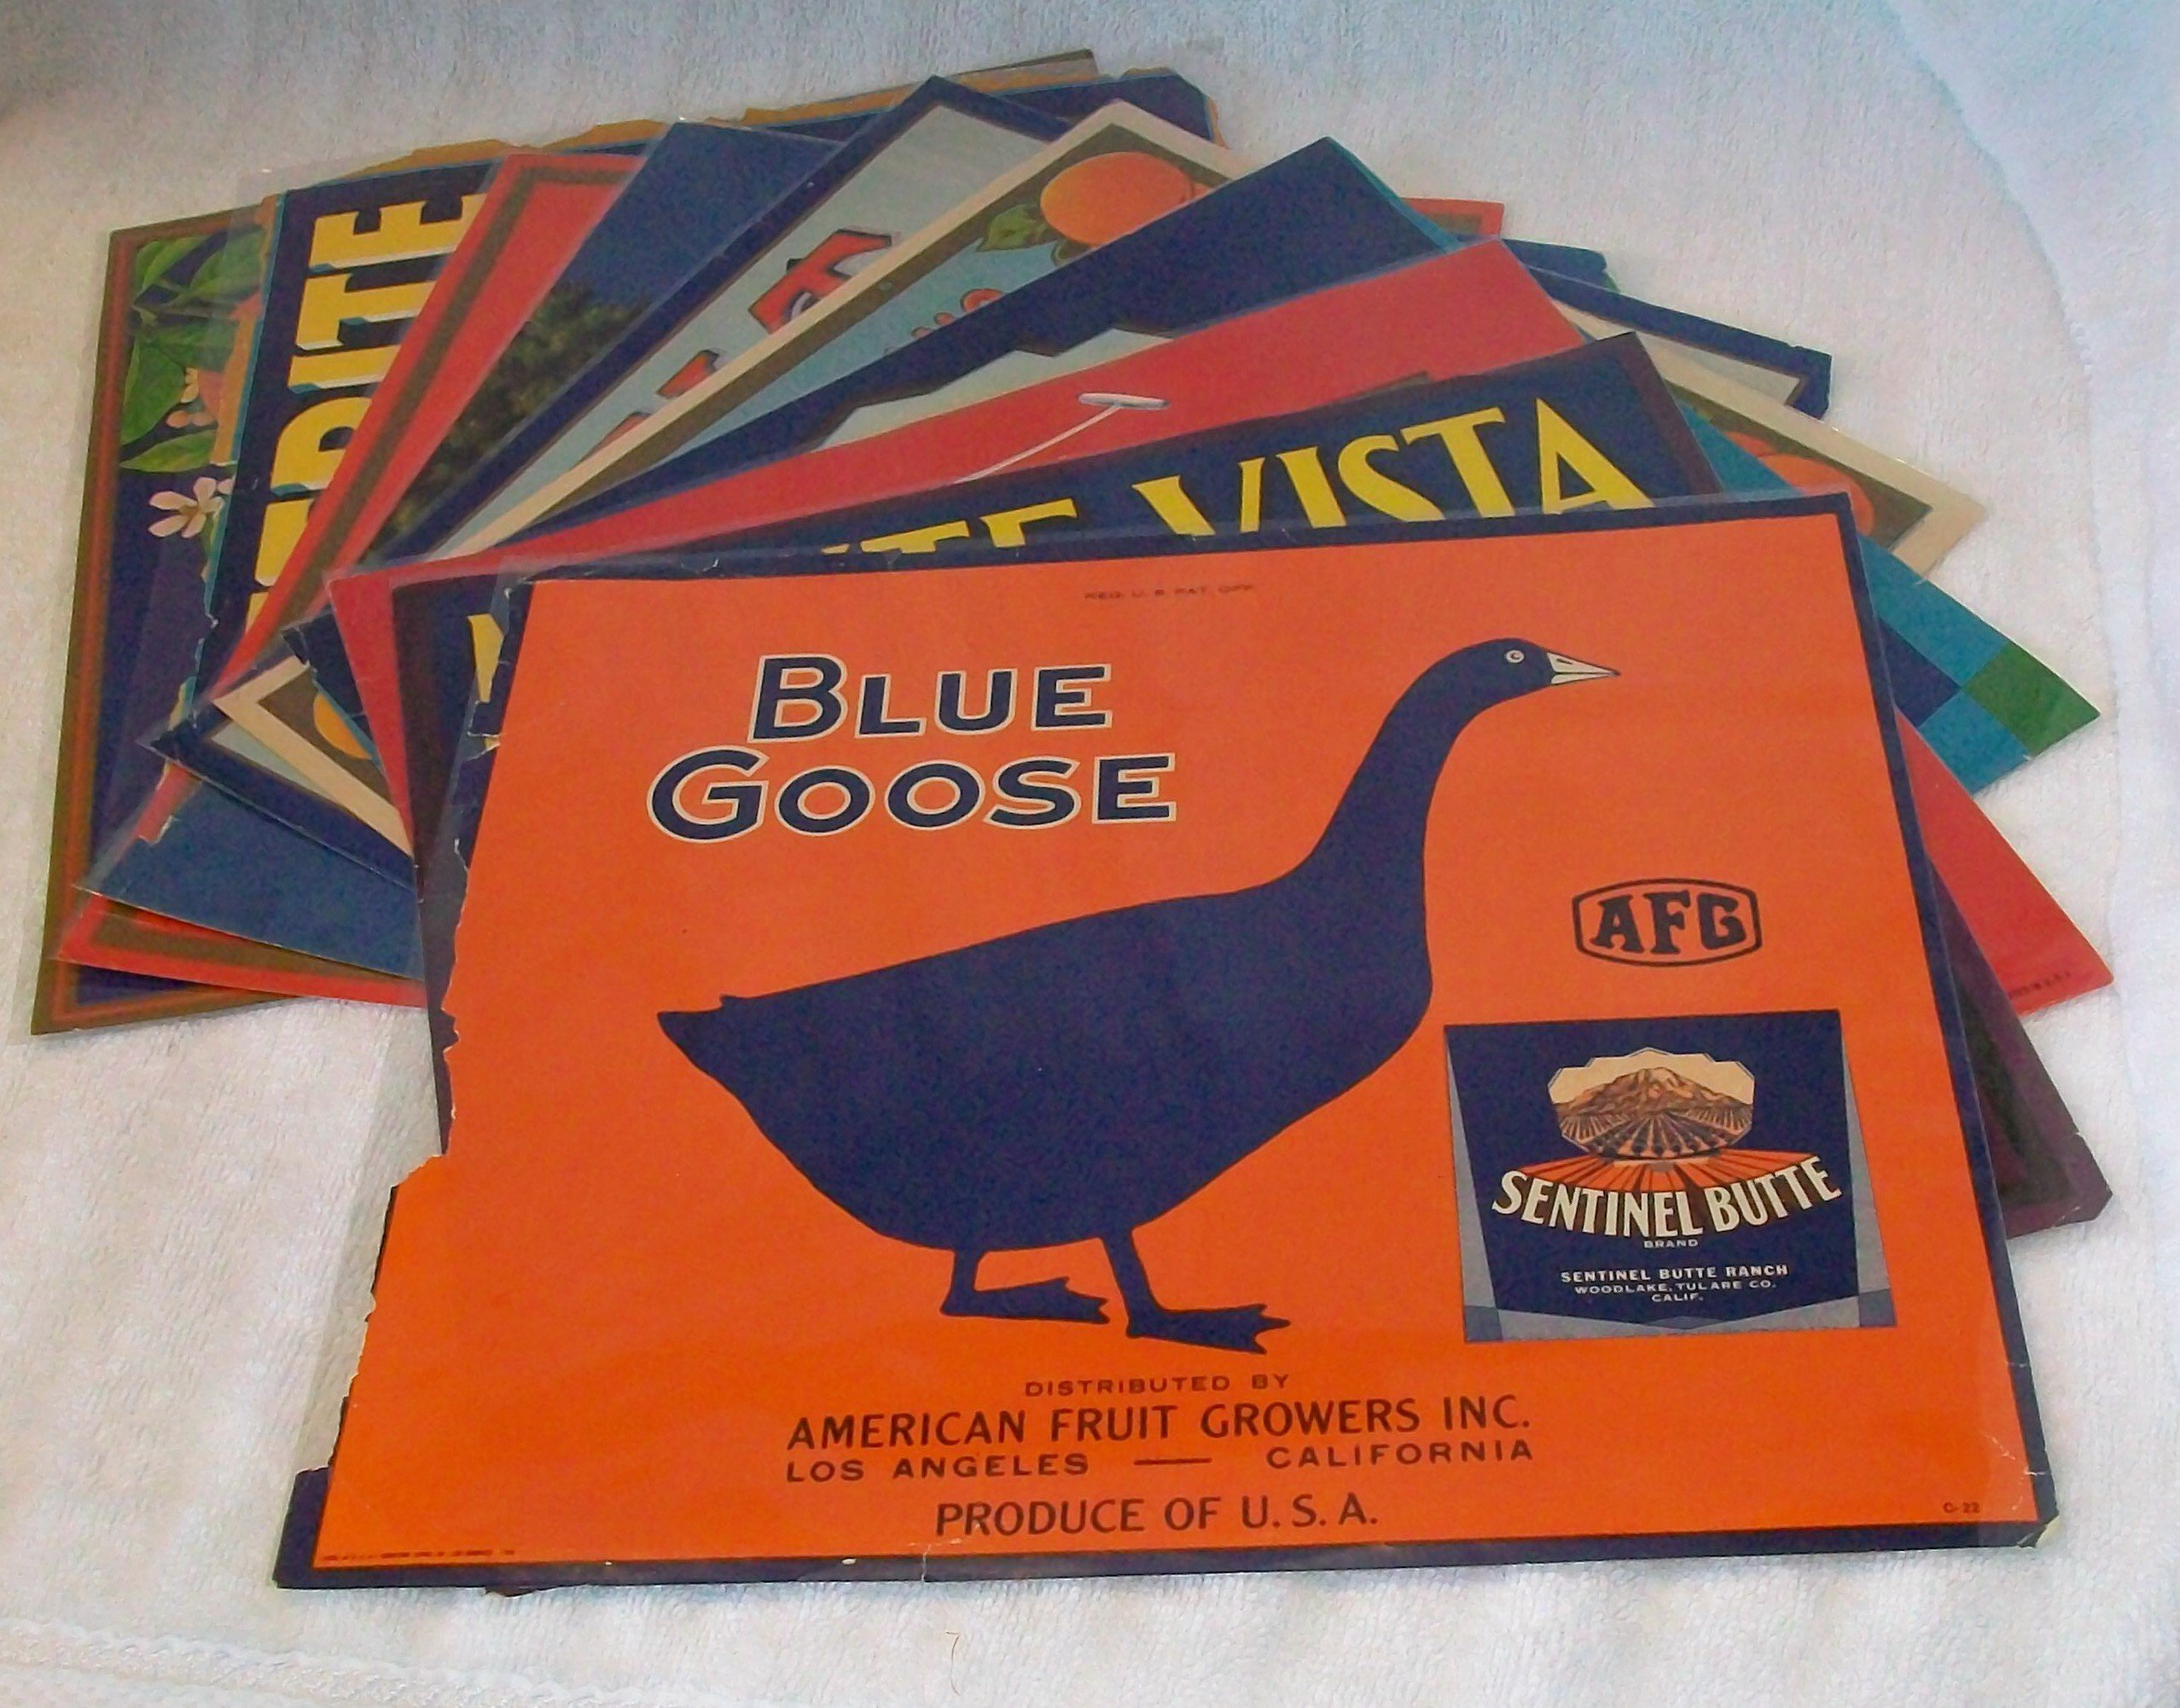 VISTA
REG. U. S. PAT. OFF.
BLUE
GOOSE
AFG
SENTINEL BUTTE
BRAND
SENTINEL BUTTE RANCH
WOODLAKE, TULARE CO.
CALIF.
DISTRIBUTED BY
AMERICAN FRUIT GROWERS INC.
LOS ANGELES — CALIFORNIA
PRODUCE OF U. S. A.
C-22